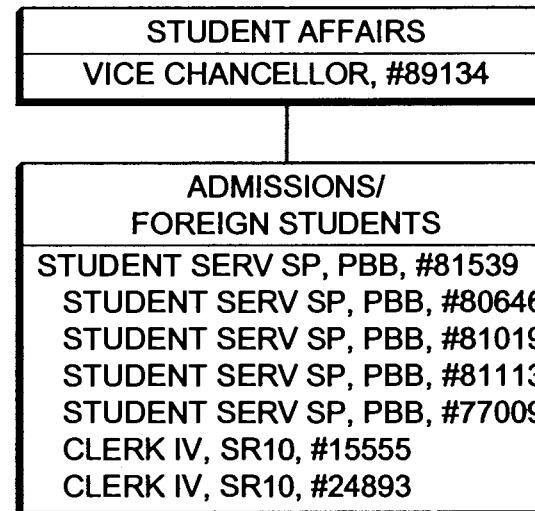 STUDENT AFFAIRS
VICE CHANCELLOR, #89134
ADMISSIONS/
FOREIGN STUDENTS
STUDENT SERV SP, PBB, #81539
STUDENT SERV SP, PBB, #80646
STUDENT SERV SP, PBB, #81019
STUDENT SERV SP, PBB, #81113
STUDENT SERV SP, PBB, #77009
CLERK IV, SR10, #15555
CLERK IV, SR10, #24893